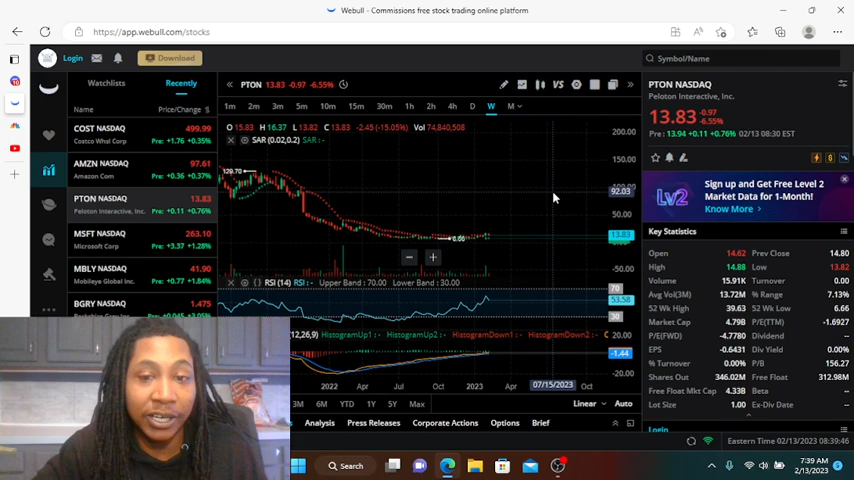 Webull - Commissions free stock trading online platform
https://app.webull.com/stocks
Login
Download
Symbol/Name
Watchlists
Recently
Name
Price/Change
COST NASDAQ 499.99
Costco Whsl Corp Pre: +1.76 +0.35%
AMZN NASDAQ 97.61
Amazon Com Pre: +0.36 +0.37%
PTON NASDAQ 13.83
Peloton Interactive, Inc. Pre: +0.11 +0.76%
MSFT NASDAQ 263.10
Microsoft Corp Pre: +3.37 +1.28%
MBLY NASDAQ 41.90
Mobileye Global Inc. Pre: +0.77 +1.84%
BGRY NASDAQ 1.475
PTON 13.83 -0.97 -6.55%
VS
1m 2m 3m 5m 10m 15m 30m 1h 2h 4h D W M
O 15.83 H 16.37 L 13.82 C 13.83 -2.45 (-15.05%) Vol 74,840,508
SAR (0.02,0.2) SAR: -
200.00
150.00
129.70
92.03
50.00
13.83
6.66
-50.00
RSI (14) RSI: - Upper Band : 70.00 Lower Band : 30.00
70
53.58
30
(12,26,9) HistogramUp1 : - HistogramUp2 : - HistogramDown1 : - HistogramDown2 : -
20.00
-1.44
-20.00
2022 Apr Jul Oct 2023 Apr 07/15/2023 Oct
3M 6M YTD 1Y 5Y Max
Linear Auto
Analysis Press Releases Corporate Actions Options Brief
PTON NASDAQ
Peloton Interactive, Inc.
13.83 -0.97
-6.55%
Pre : 13.94 +0.11 +0.76% 02/13 08:30 EST
Lv2
Sign up and Get Free Level 2
Market Data for 1-Month!
Know More >
Key Statistics
Open 14.62 Prev Close 14.80
High 14.88 Low 13.82
Volume 15.91K Turnover 0.00
Avg Vol(3M) 13.72M % Range 7.13%
52 Wk High 39.63 52 Wk Low 6.66
Market Cap 4.79B P/E(TTM) -1.6927
P/E(FWD) -4.7780 Dividend --
EPS -0.6431 Div Yield 0.00%
% Turnover 0.00% P/B 156.27
Shares Out 346.02M Free Float 312.98M
Free Float Mkt Cap 4.33B Beta --
Lot Size 1.00 Ex-Div Date --
Login
Eastern Time 02/13/2023 08:39:46
Search
7:39 AM
2/13/2023